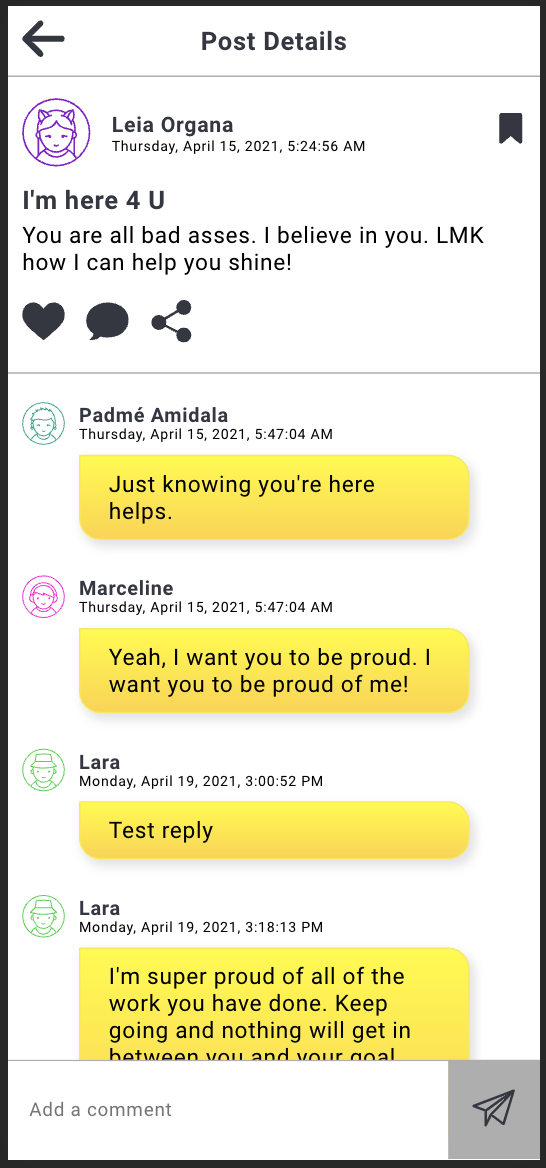 Post Details
Leia Organa
Thursday, April 15, 2021, 5:24:56 AM
I'm here 4 U
You are all bad asses. I believe in you. LMK
how I can help you shine!
Padmé Amidala
Thursday, April 15, 2021, 5:47:04 AM
Just knowing you're here
helps.
Marceline
Thursday, April 15, 2021, 5:47:04 AM
Yeah, I want you to be proud. I
want you to be proud of me!
Lara
Monday, April 19, 2021, 3:00:52 PM
Test reply
Lara
Monday, April 19, 2021, 3:18:13 PM
I'm super proud of all of the
work you have done. Keep
going and nothing will get in
between you and your goal
Add a comment